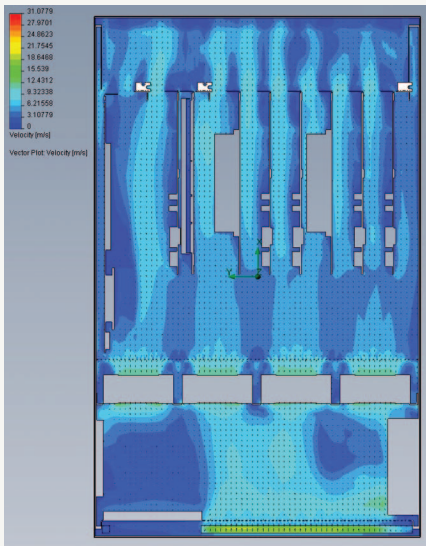 31.0779
27.9701
24.8623
21.7545
18.6468
15.539
12.4312
9.32338
6.21558
3.10779
0
Velocity [m/s]
Vector Plot: Velocity [m/s]
X
Y
Z